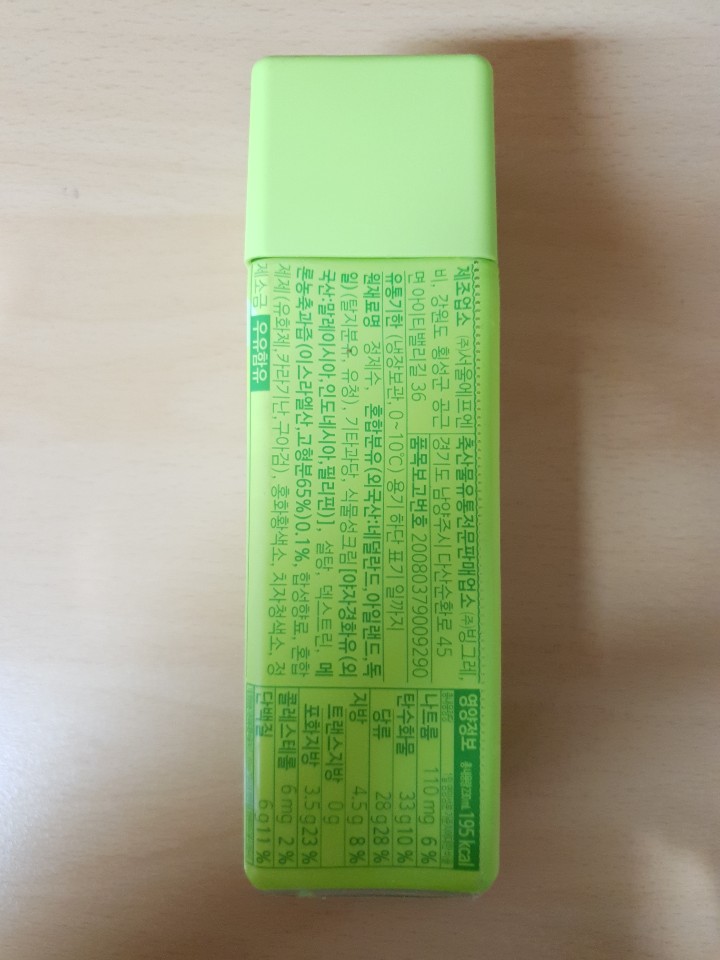 제조업소 ㈜서울에프엔 축산물유통전문판매업소 ㈜빙그레,
비, 강원도 횡성군 공근 경기도 남양주시 다산순환로 45
면 아이티밸리길 36 품목보고번호 20080379009290
유통기한 (냉장보관, 0~10℃) 용기 하단 표기 일까지
원재료명 정제수, 혼합분유(외국산:네덜란드,아일랜드,독
일)(탈지분유, 유청), 기타과당, 식물성크림[야자경화유(외
국산:말레이시아,인도네시아,필리핀)], 설탕, 덱스트린, 메
론농축과즙(이스라엘산,고형분65%)0.1%, 합성향료, 혼합
제제(유화제,카라기난,구아검), 홍화황색소, 치자청색소, 정
제소금 우유함유
영양정보 총 내용량 230mL 195 kcal
나트륨 110 mg 6 %
탄수화물 33 g 10 %
당류 28 g 28 %
지방 4.5 g 8 %
트랜스지방 0 g
포화지방 3.5 g 23 %
콜레스테롤 6 mg 2 %
단백질 6 g 11 %